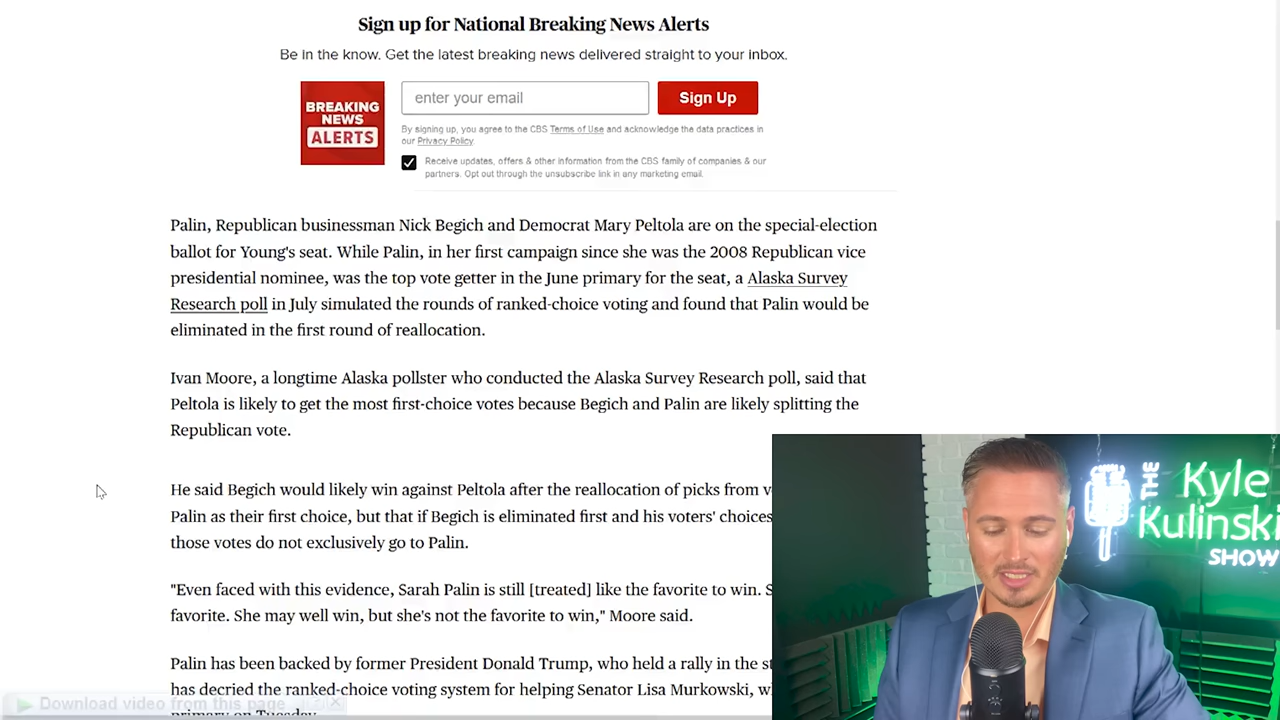 Sign up for National Breaking News Alerts
Be in the know. Get the latest breaking news delivered straight to your inbox.
BREAKING
NEWS
ALERTS
enter your email
Sign Up
By signing up, you agree to the CBS Terms of Use and acknowledge the data practices in
our Privacy Policy.
Receive updates, offers & other information from the CBS family of companies & our
partners. Opt out through the unsubscribe link in any marketing email.
Palin, Republican businessman Nick Begich and Democrat Mary Peltola are on the special-election
ballot for Young's seat. While Palin, in her first campaign since she was the 2008 Republican vice
presidential nominee, was the top vote getter in the June primary for the seat, a Alaska Survey
Research poll in July simulated the rounds of ranked-choice voting and found that Palin would be
eliminated in the first round of reallocation.
Ivan Moore, a longtime Alaska pollster who conducted the Alaska Survey Research poll, said that
Peltola is likely to get the most first-choice votes because Begich and Palin are likely splitting the
Republican vote.
He said Begich would likely win against Peltola after the reallocation of picks from
Palin as their first choice, but that if Begich is eliminated first and his voters' choices
those votes do not exclusively go to Palin.
"Even faced with this evidence, Sarah Palin is still [treated] like the favorite to win.
favorite. She may well win, but she's not the favorite to win," Moore said.
Palin has been backed by former President Donald Trump, who held a rally in the
has decried the ranked-choice voting system for helping Senator Lisa Murkowski,
primary on Tuesday.
Download video from this page
THE
Kyle
Kulinski
SHOW